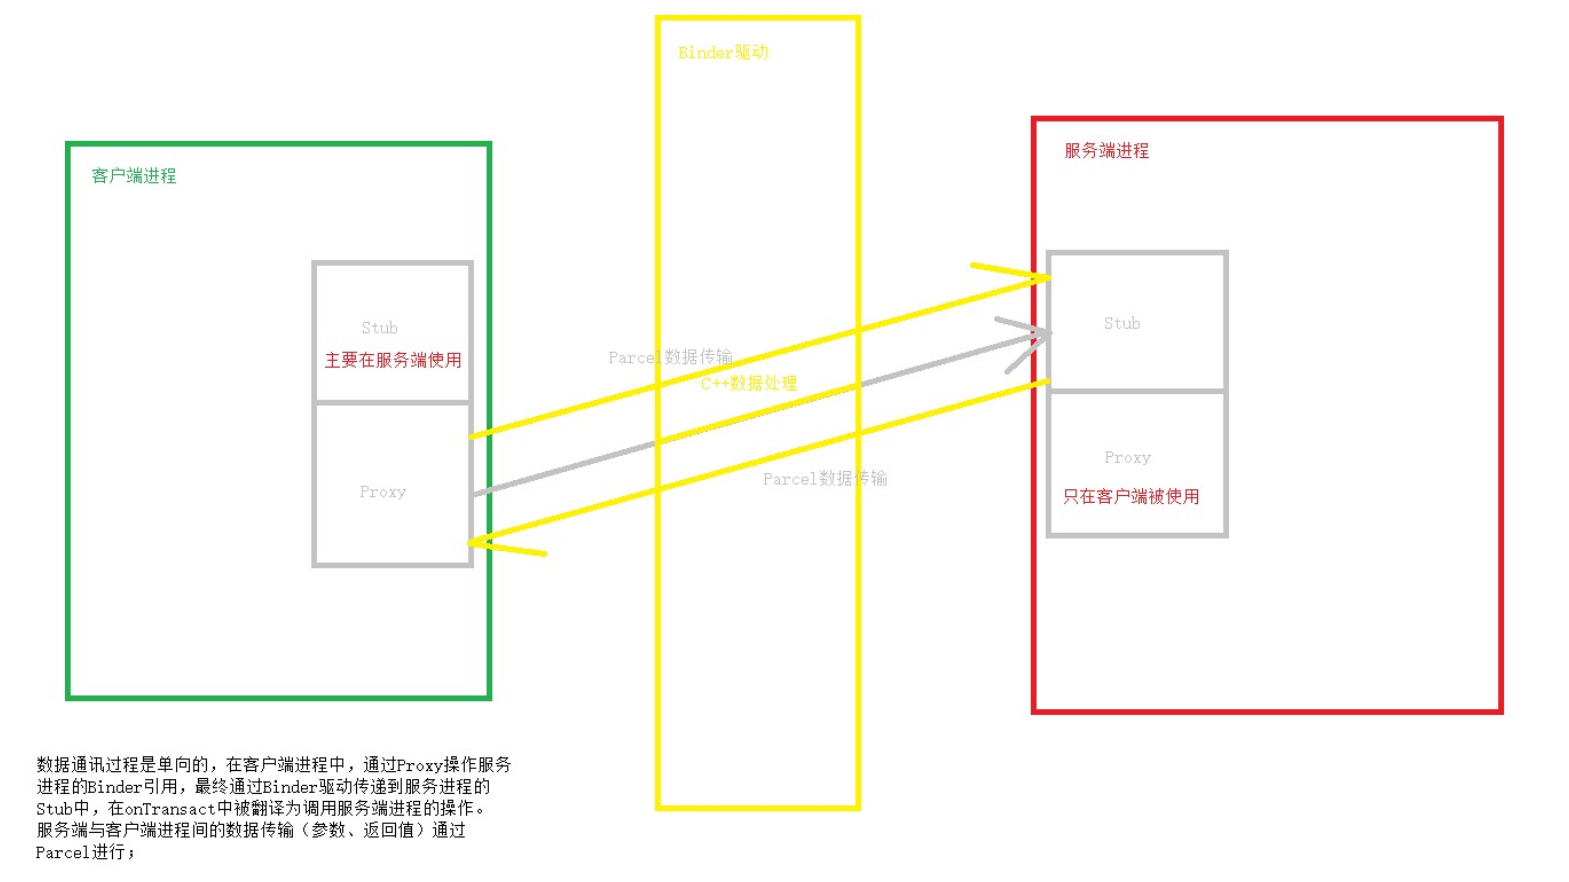 Binder驱动
客户端进程
服务端进程
Stub
主要在服务端使用
Proxy
Parcel数据传输
C++数据处理
Parcel数据传输
Stub
Proxy
只在客户端被使用
数据通讯过程是单向的，在客户端进程中，通过Proxy操作服务
进程的Binder引用，最终通过Binder驱动传递到服务进程的
Stub中，在onTransact中被翻译为调用服务端进程的操作。
服务端与客户端进程间的数据传输（参数、返回值）通过
Parcel进行；